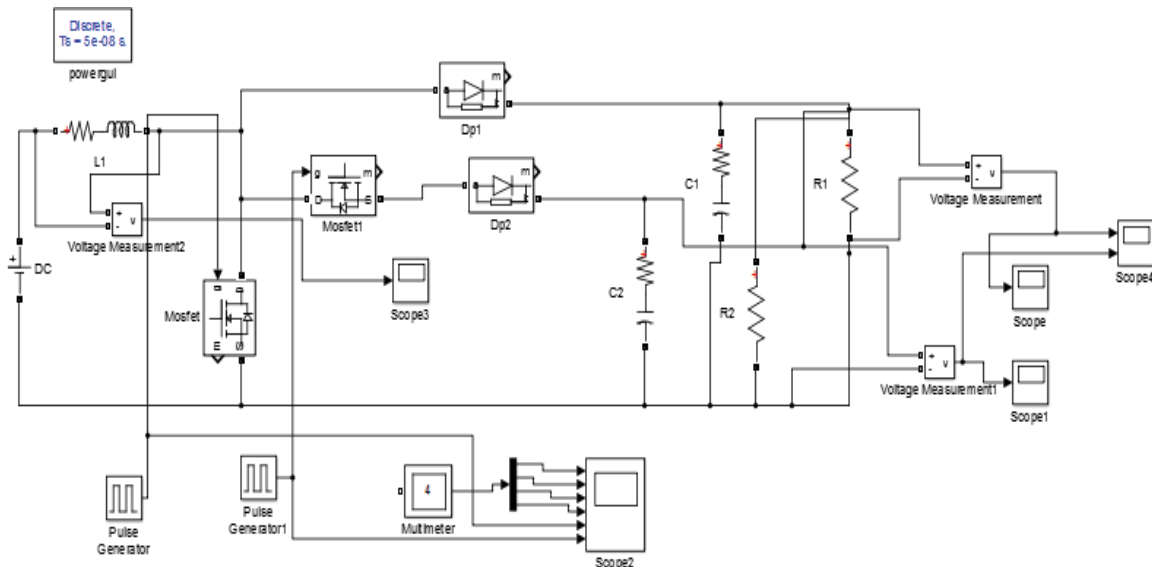 Discrete,
Ts = 5e-08 s.
powergui
m
Dp1
L1
g
m
D
S
Mosfet1
m
Dp2
C1
R1
+
-
v
Voltage Measurement
+
-
v
Voltage Measurement2
+
DC
Scope4
Scope3
C2
R2
Scope
Mosfet
g
D
m
S
+
-
v
Voltage Measurement1
Scope1
Pulse
Generator
Pulse
Generator1
4
Multimeter
Scope2